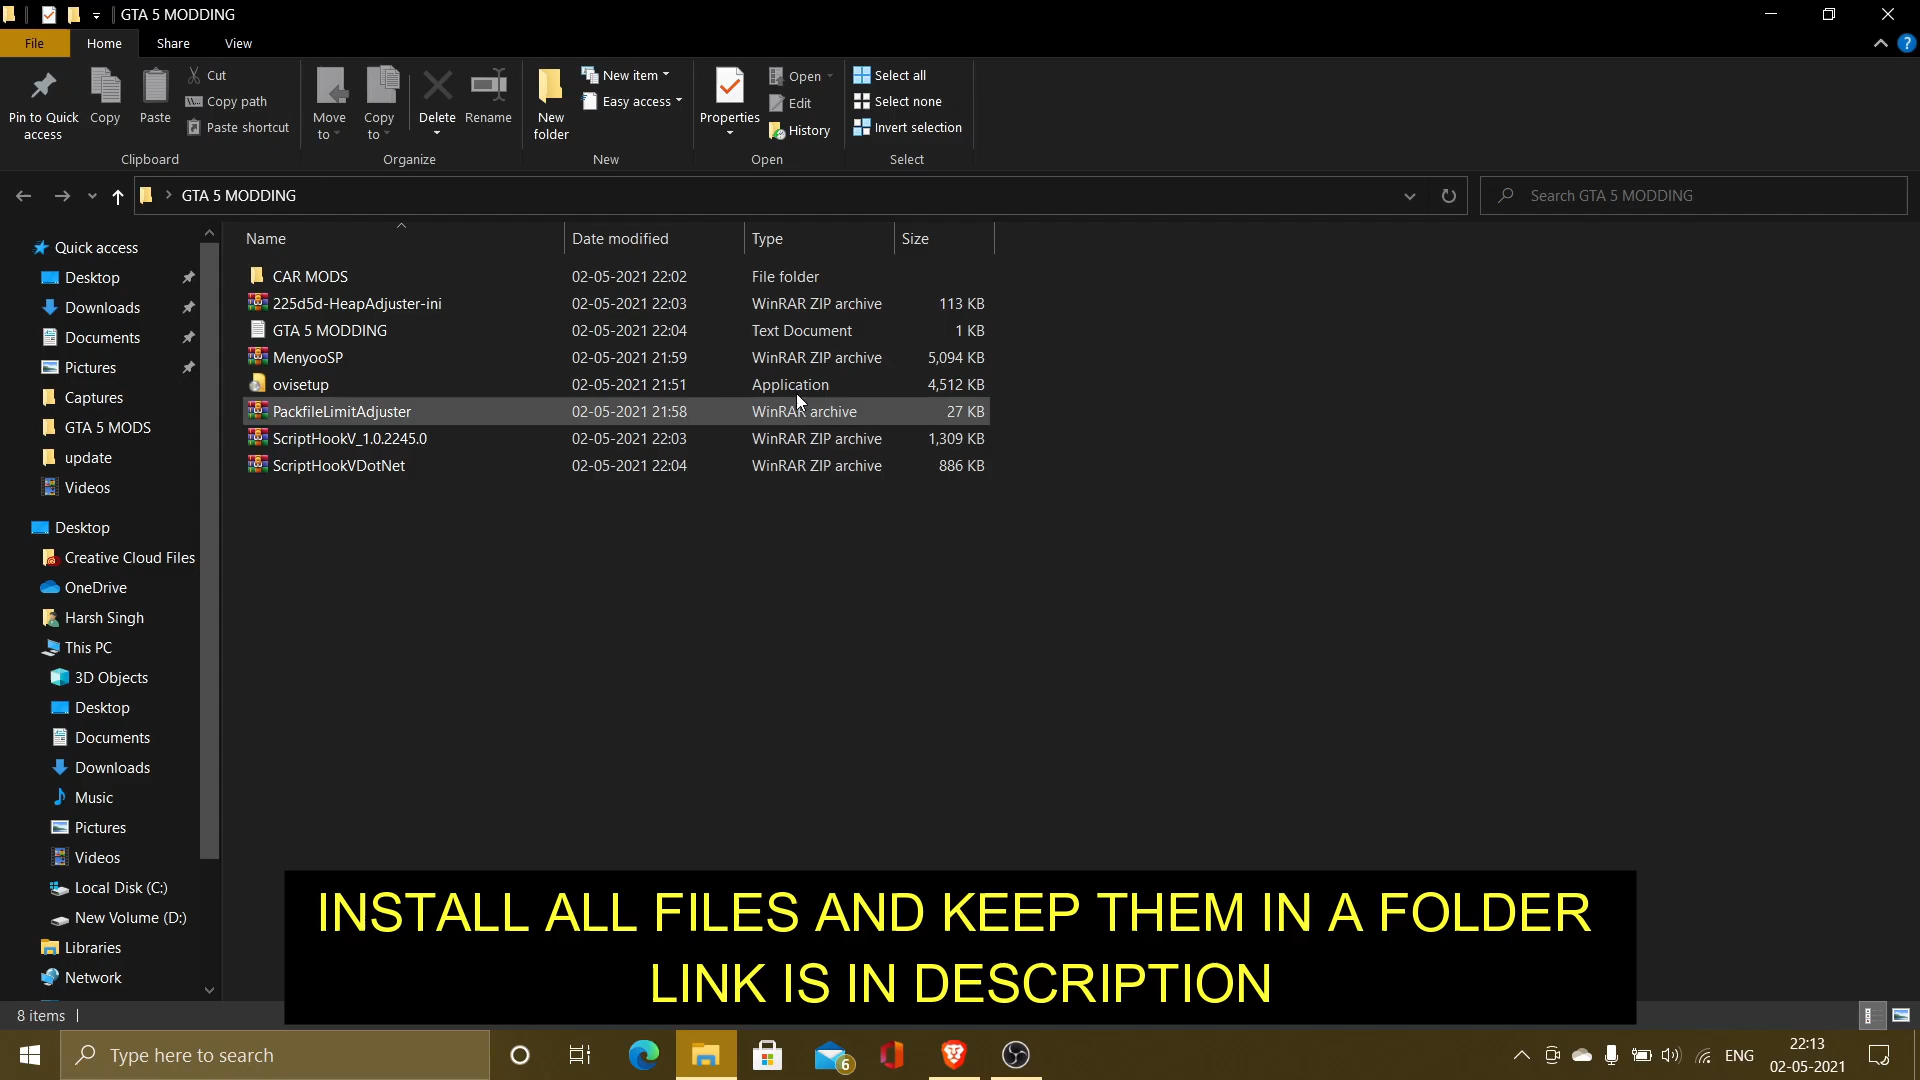 GTA 5 MODDING
File Home Share View
Pin to Quick access
Copy
Paste
Cut
Copy path
Paste shortcut
Clipboard
Move to
Copy to
Delete
Rename
Organize
New folder
New item
Easy access
New
Properties
Open
Edit
History
Open
Select all
Select none
Invert selection
Select
GTA 5 MODDING
Search GTA 5 MODDING
Quick access
Desktop
Downloads
Documents
Pictures
Captures
GTA 5 MODS
update
Videos
Desktop
Creative Cloud Files
OneDrive
Harsh Singh
This PC
3D Objects
Desktop
Documents
Downloads
Music
Pictures
Videos
Local Disk (C:)
New Volume (D:)
Libraries
Network
Name Date modified Type Size
CAR MODS 02-05-2021 22:02 File folder
225d5d-HeapAdjuster-ini 02-05-2021 22:03 WinRAR ZIP archive 113 KB
GTA 5 MODDING 02-05-2021 22:04 Text Document 1 KB
MenyooSP 02-05-2021 21:59 WinRAR ZIP archive 5,094 KB
ovisetup 02-05-2021 21:51 Application 4,512 KB
PackfileLimitAdjuster 02-05-2021 21:58 WinRAR archive 27 KB
ScriptHookV_1.0.2245.0 02-05-2021 22:03 WinRAR ZIP archive 1,309 KB
ScriptHookVDotNet 02-05-2021 22:04 WinRAR ZIP archive 886 KB
INSTALL ALL FILES AND KEEP THEM IN A FOLDER
LINK IS IN DESCRIPTION
8 items
Type here to search
6
ENG
22:13
02-05-2021